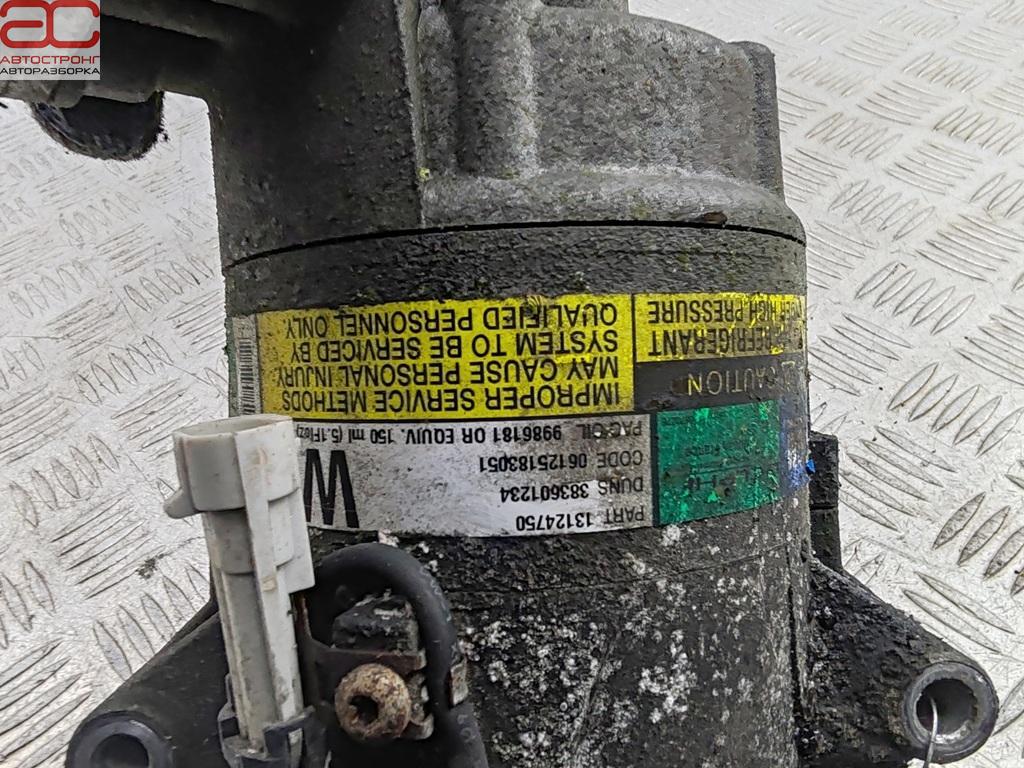 АС
АВТОСТРОНГ
АВТОРАЗБОРКА
CAUTION
REFRIGERANT
UNDER HIGH PRESSURE
IMPROPER SERVICE METHODS
MAY CAUSE PERSONAL INJURY
SYSTEM TO BE SERVICED BY
QUALIFIED PERSONNEL ONLY
PART 13124750
DUNS 383601234
CODE 06125183051
PAG OIL 9986181 OR EQUIV. 150 ml (5.1Floz)
W